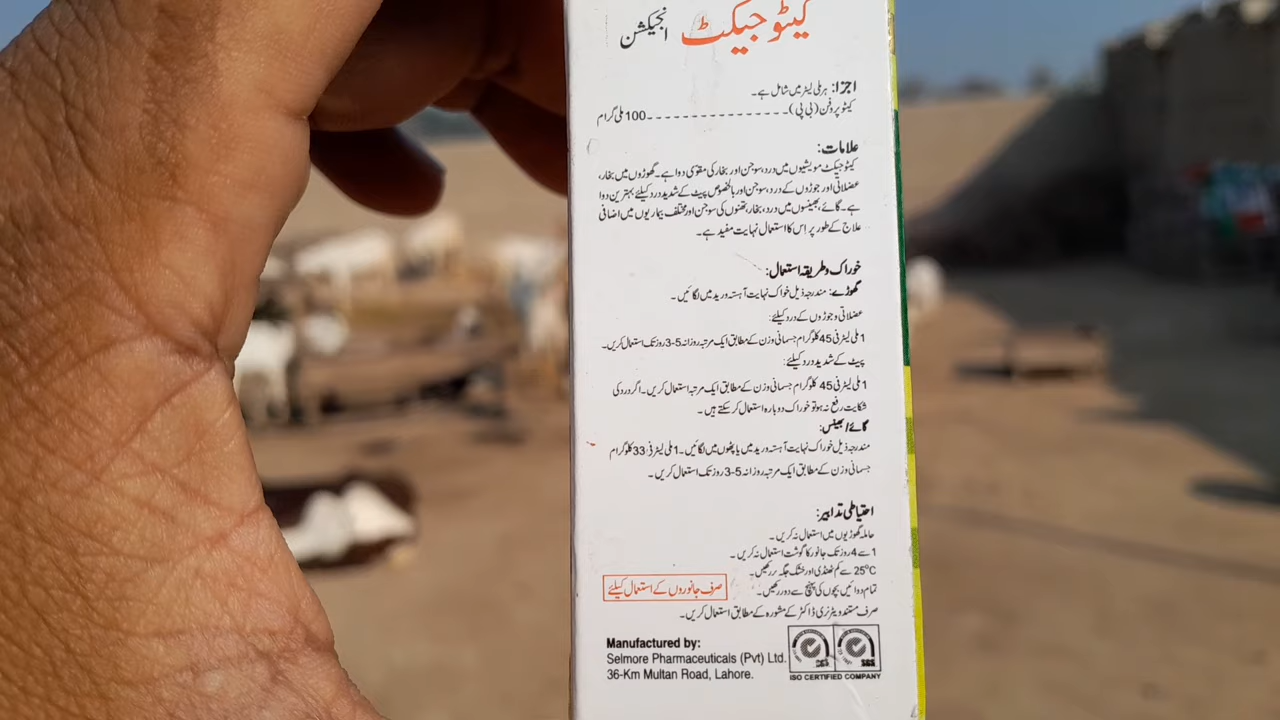 کیٹوجیکٹ انجیکشن
اجزا: ہر ملی لیٹر میں شامل ہے۔
کیٹوپروفن (بی پی)---------------100 ملی گرام
علامات:
کیٹوجیکٹ مویشیوں میں درد، سوجن اور بخار کی مقوی دوا ہے۔ گھوڑوں میں بخار،
عضلاتی اور جوڑوں کے درد، سوجن اور بالخصوص پیٹ کے شدید درد کیلئے بہترین دوا
ہے۔ گائے، بھینسوں میں درد، بخار، تھنوں کی سوجن اور مختلف بیماریوں میں اضافی
علاج کے طور پر اس کا استعمال نہایت مفید ہے۔
خوراک و طریقہ استعمال:
گھوڑے: مندرجہ ذیل خواک نہایت آہستہ ورید میں لگائیں۔
عضلاتی و جوڑوں کے درد کیلئے:
1 ملی لیٹر فی 45 کلوگرام جسمانی وزن کے مطابق ایک مرتبہ روزانہ 3-5 روز تک استعمال کریں۔
پیٹ کے شدید درد کیلئے:
1 ملی لیٹر فی 45 کلوگرام جسمانی وزن کے مطابق ایک مرتبہ استعمال کریں۔ اگر درد کی
شکایت رفع نہ ہو تو خوراک دوبارہ استعمال کر سکتے ہیں۔
گائے/بھینس:
مندرجہ ذیل خوراک نہایت آہستہ ورید میں یا پٹھوں میں لگائیں۔ 1 ملی لیٹر فی 33 کلوگرام
جسمانی وزن کے مطابق ایک مرتبہ روزانہ 3-5 روز تک استعمال کریں۔
احتیاطی تدابیر:
حاملہ گھوڑیوں میں استعمال نہ کریں۔
1 سے 4 روز تک جانور کا گوشت استعمال نہ کریں۔
25°C سے کم ٹھنڈی اور خشک جگہ پر رکھیں۔
تمام دوائیں بچوں کی پہنچ سے دور رکھیں۔
صرف جانوروں کے استعمال کیلئے
صرف مستند ویٹرنری ڈاکٹر کے مشورہ کے مطابق استعمال کریں۔
Manufactured by:
Selmore Pharmaceuticals (Pvt) Ltd.
36-Km Multan Road, Lahore.
SGS SGS
ISO CERTIFIED COMPANY